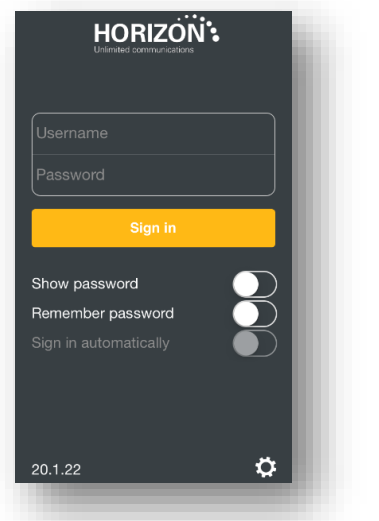 HORIZON
Unlimited communications
Username
Password
Sign in
Show password
Remember password
Sign in automatically
20.1.22